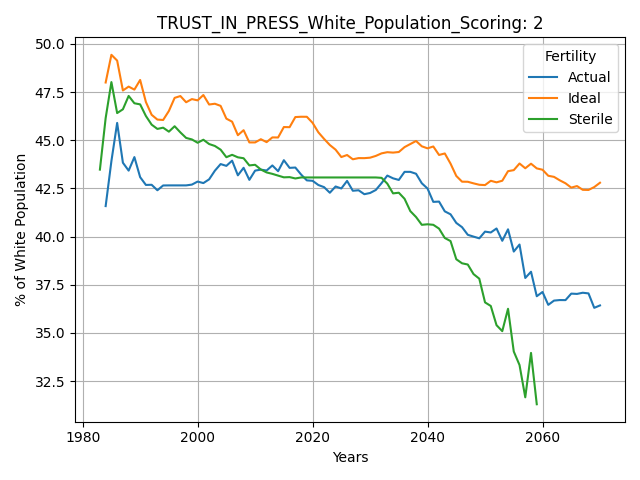 TRUST_IN_PRESS_White_Population_Scoring: 2
Fertility
Actual
Ideal
Sterile
% of White Population
50.0
47.5
45.0
42.5
40.0
37.5
35.0
32.5
1980
2000
2020
2040
2060
Years